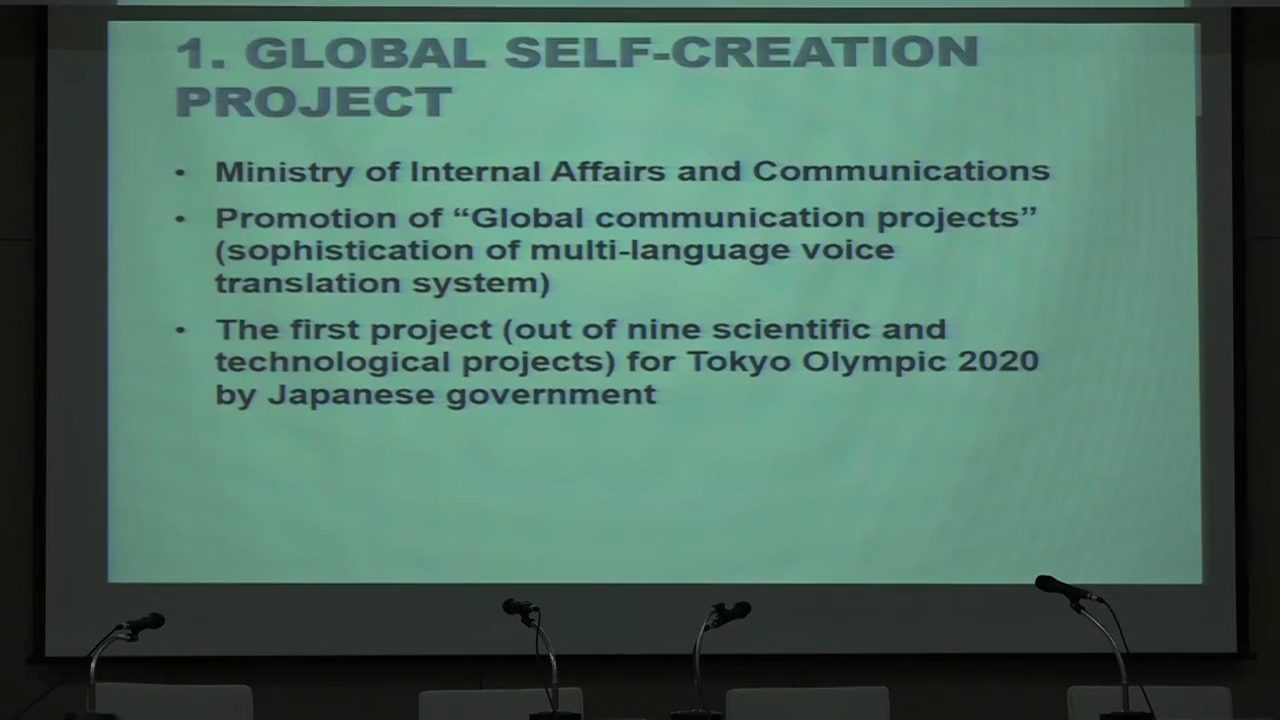 1. GLOBAL SELF-CREATION
PROJECT
• Ministry of Internal Affairs and Communications
• Promotion of “Global communication projects”
(sophistication of multi-language voice
translation system)
• The first project (out of nine scientific and
technological projects) for Tokyo Olympic 2020
by Japanese government